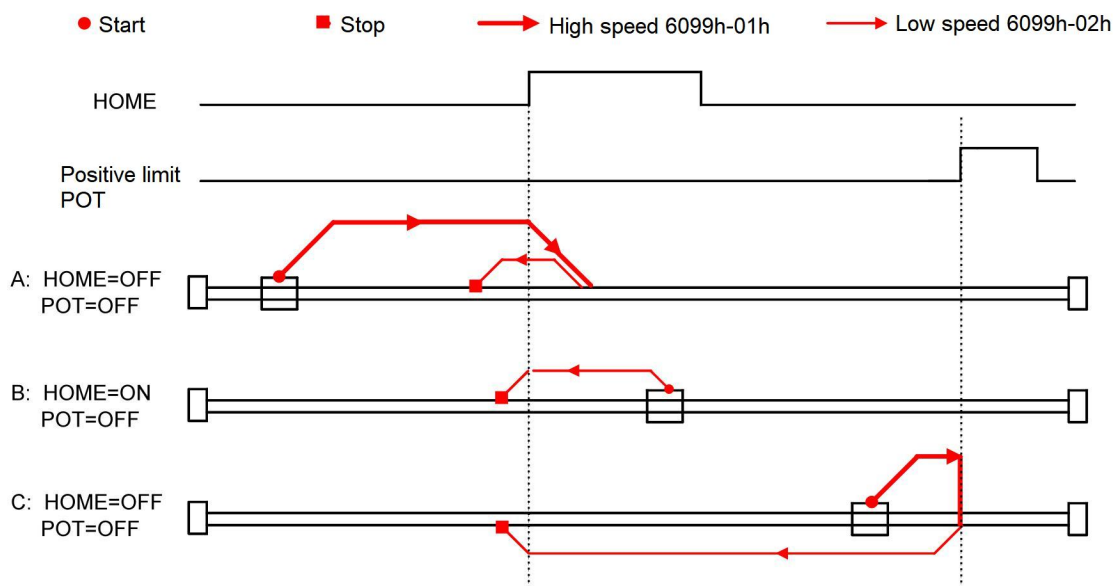 Start Stop High speed 6099h-01h Low speed 6099h-02h
HOME
Positive limit
POT
A: HOME=OFF
POT=OFF
B: HOME=ON
POT=OFF
C: HOME=OFF
POT=OFF